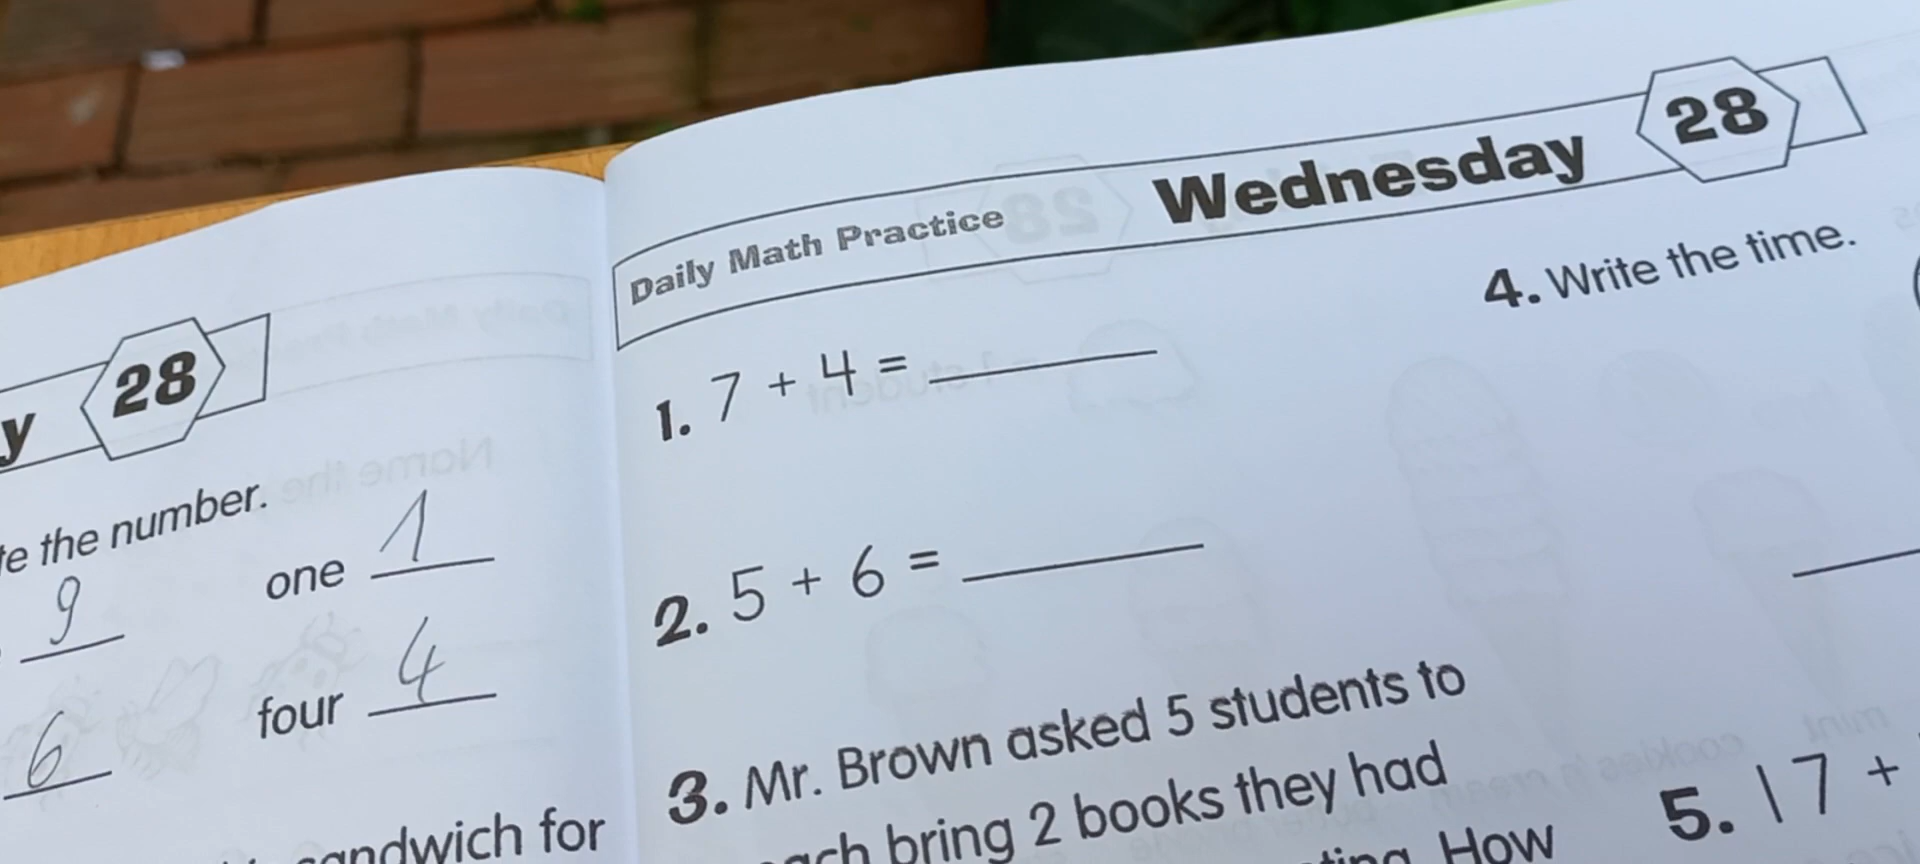 28
the number.
9
one 1
6
four 4
for
Daily Math Practice
Wednesday 28
1. 7 + 4 =
2. 5 + 6 =
3. Mr. Brown asked 5 students to
bring 2 books they had
How
4. Write the time.
5. 17 +